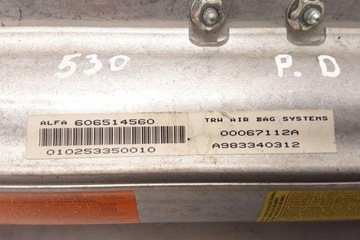 530 P.D
ALFA 606514560 TRW AIR BAG SYSTEMS
00067112A
010253350010 A983340312